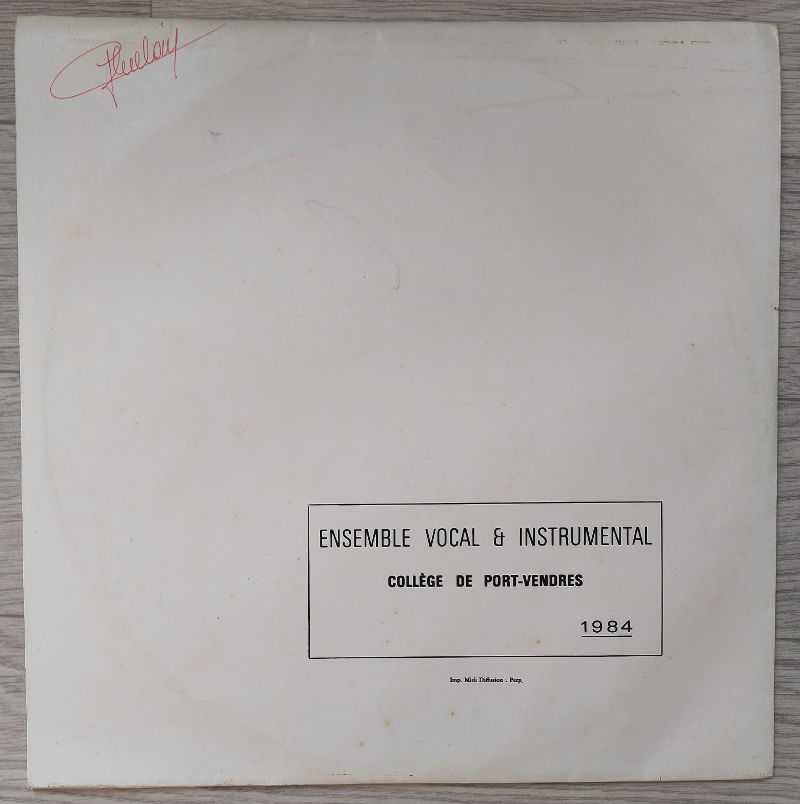 ENSEMBLE VOCAL & INSTRUMENTAL
COLLÈGE DE PORT-VENDRES
1984
Imp. Midi Diffusion - Perp.